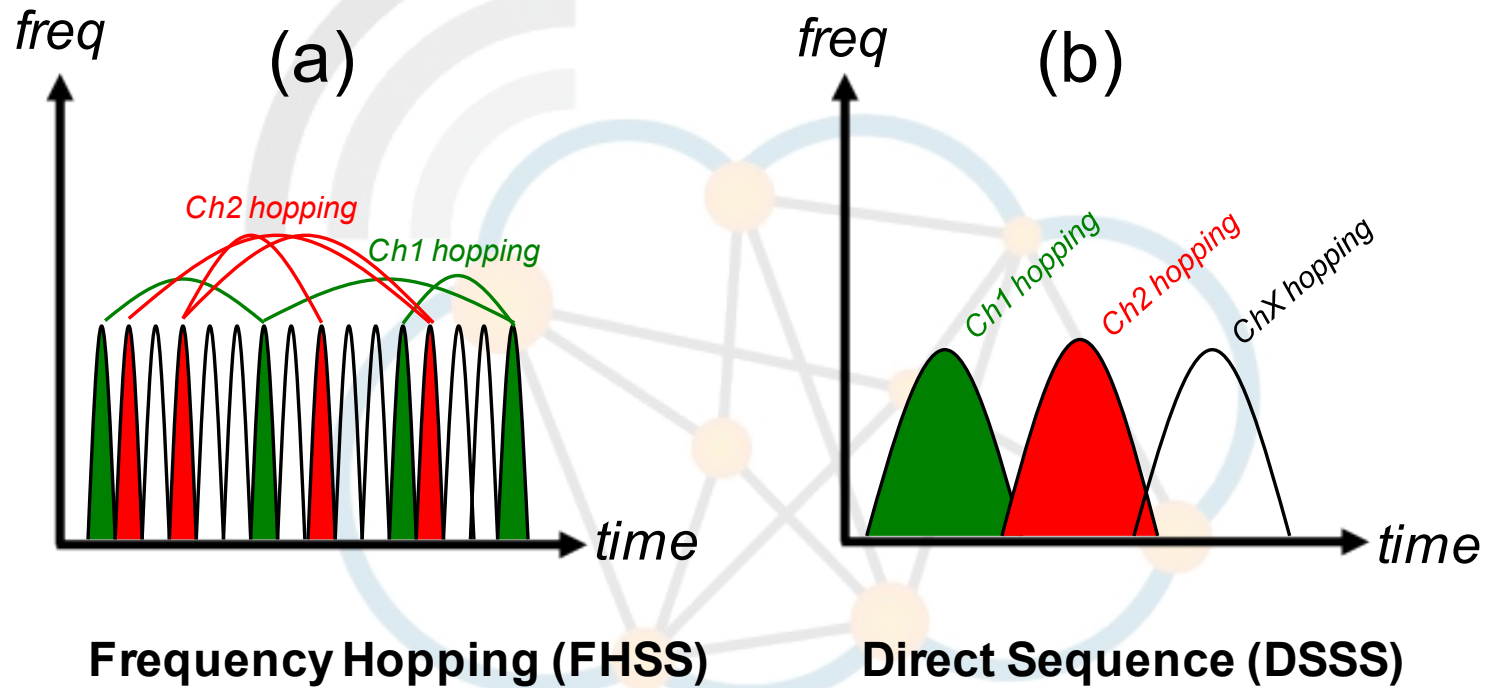 freq
(a)
Ch2 hopping
Ch1 hopping
time
Frequency Hopping (FHSS)
freq
(b)
Ch1 hopping
Ch2 hopping
ChX hopping
time
Direct Sequence (DSSS)